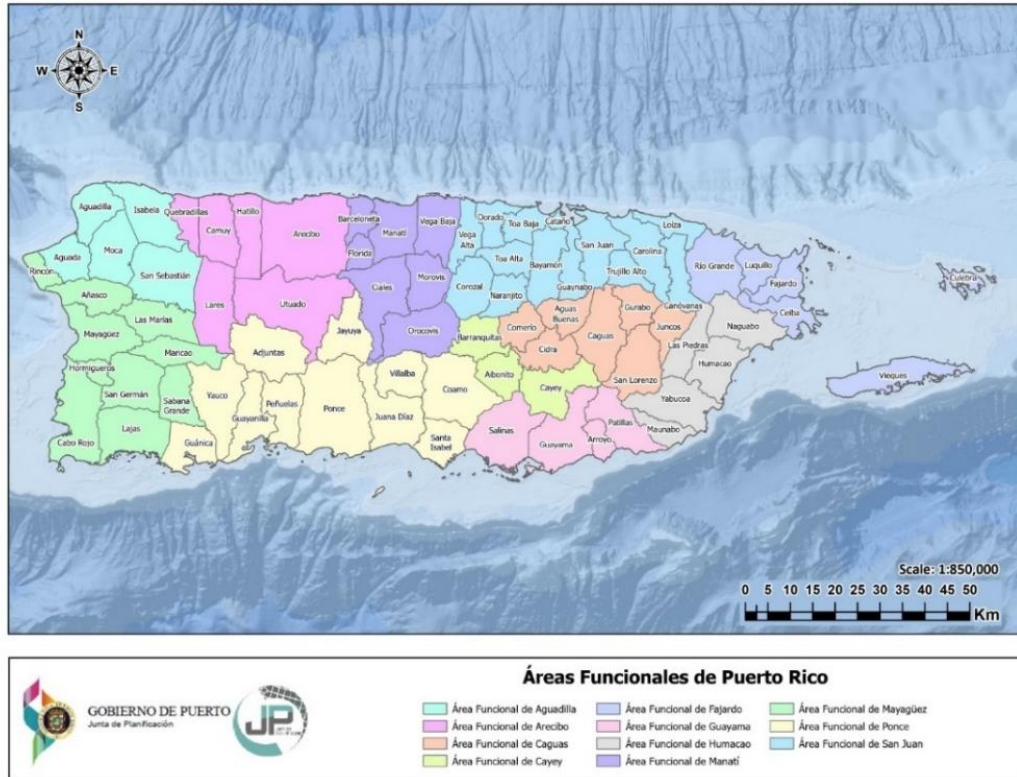 N
W E
S
Aguadilla
Isabela
Quebradillas
Hatillo
Camuy
Arecibo
Barceloneta
Manatí
Vega Baja
Vega
Alta
Dorado
Toa Baja
Cataño
San Juan
Carolina
Loiza
Aguada
Moca
San Sebastián
Florida
Ciales
Morovis
Corozal
Toa Alta
Naranjito
Bayamón
Guaynabo
Trujillo Alto
Río Grande
Luquillo
Fajardo
Ceiba
Culebra
Rincón
Añasco
Las Marías
Lares
Utuado
Jayuya
Orocovis
Barranquitas
Comerío
Aguas
Buenas
Caguas
Gurabo
Canóvanas
Juncos
Naguabo
Las Piedras
Humacao
Mayagüez
Maricao
Adjuntas
Villalba
Aibonito
Cidra
Cayey
San Lorenzo
Yabucoa
Vieques
Hormigueros
San Germán
Sabana
Grande
Yauco
Peñuelas
Guayanilla
Ponce
Juana Díaz
Coamo
Salinas
Guayama
Arroyo
Patillas
Maunabo
Cabo Rojo
Lajas
Guánica
Santa
Isabel
Scale: 1:850,000
0 5 10 15 20 25 30 35 40 45 50
Km
GOBIERNO DE PUERTO
Junta de Planificación
JP
Áreas Funcionales de Puerto Rico
Área Funcional de Aguadilla
Área Funcional de Arecibo
Área Funcional de Caguas
Área Funcional de Cayey
Área Funcional de Fajardo
Área Funcional de Guayama
Área Funcional de Humacao
Área Funcional de Manatí
Área Funcional de Mayagüez
Área Funcional de Ponce
Área Funcional de San Juan